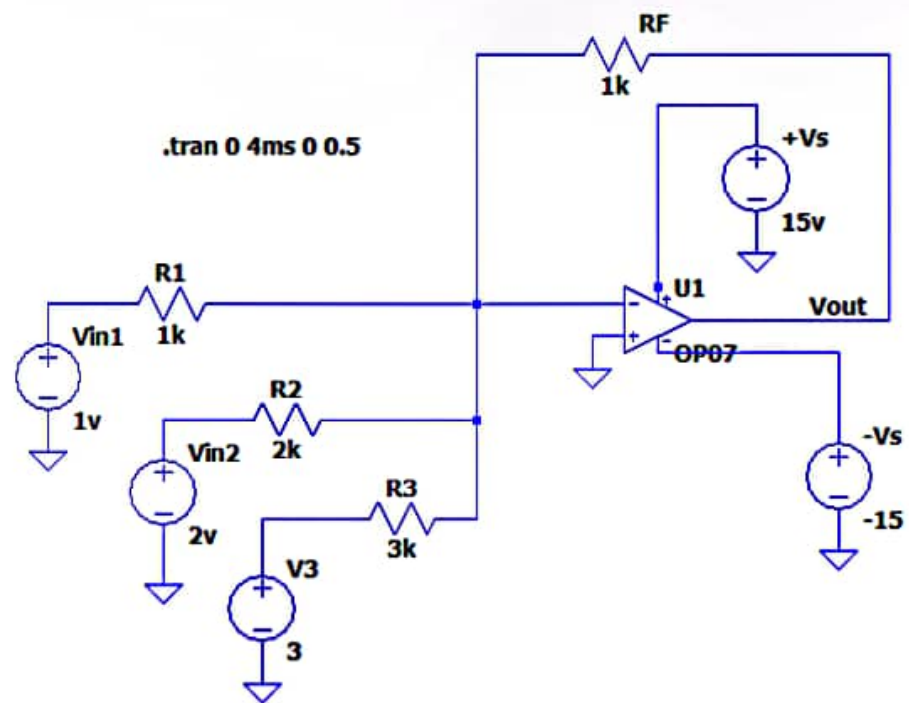 RF
1k
.tran 0 4ms 0 0.5
+Vs
15v
R1
1k
U1
Vout
OP07
Vin1
1v
R2
2k
Vin2
2v
-Vs
-15
R3
3k
V3
3